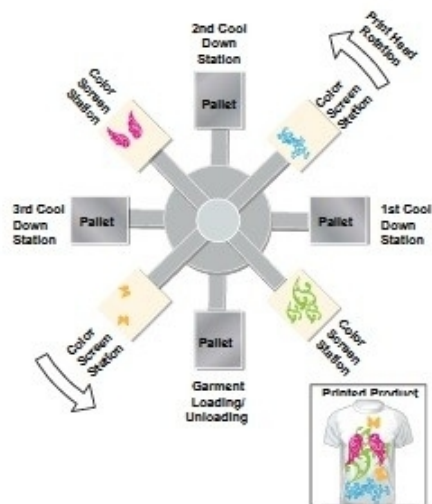 2nd Cool
Down
Station
Print Head
Rotation
Color
Screen
Station
Pallet
Color
Screen
Station
3rd Cool
Down
Station
Pallet
Pallet
1st Cool
Down
Station
Color
Screen
Station
Pallet
Color
Screen
Station
Garment
Loading/
Unloading
Printed Product